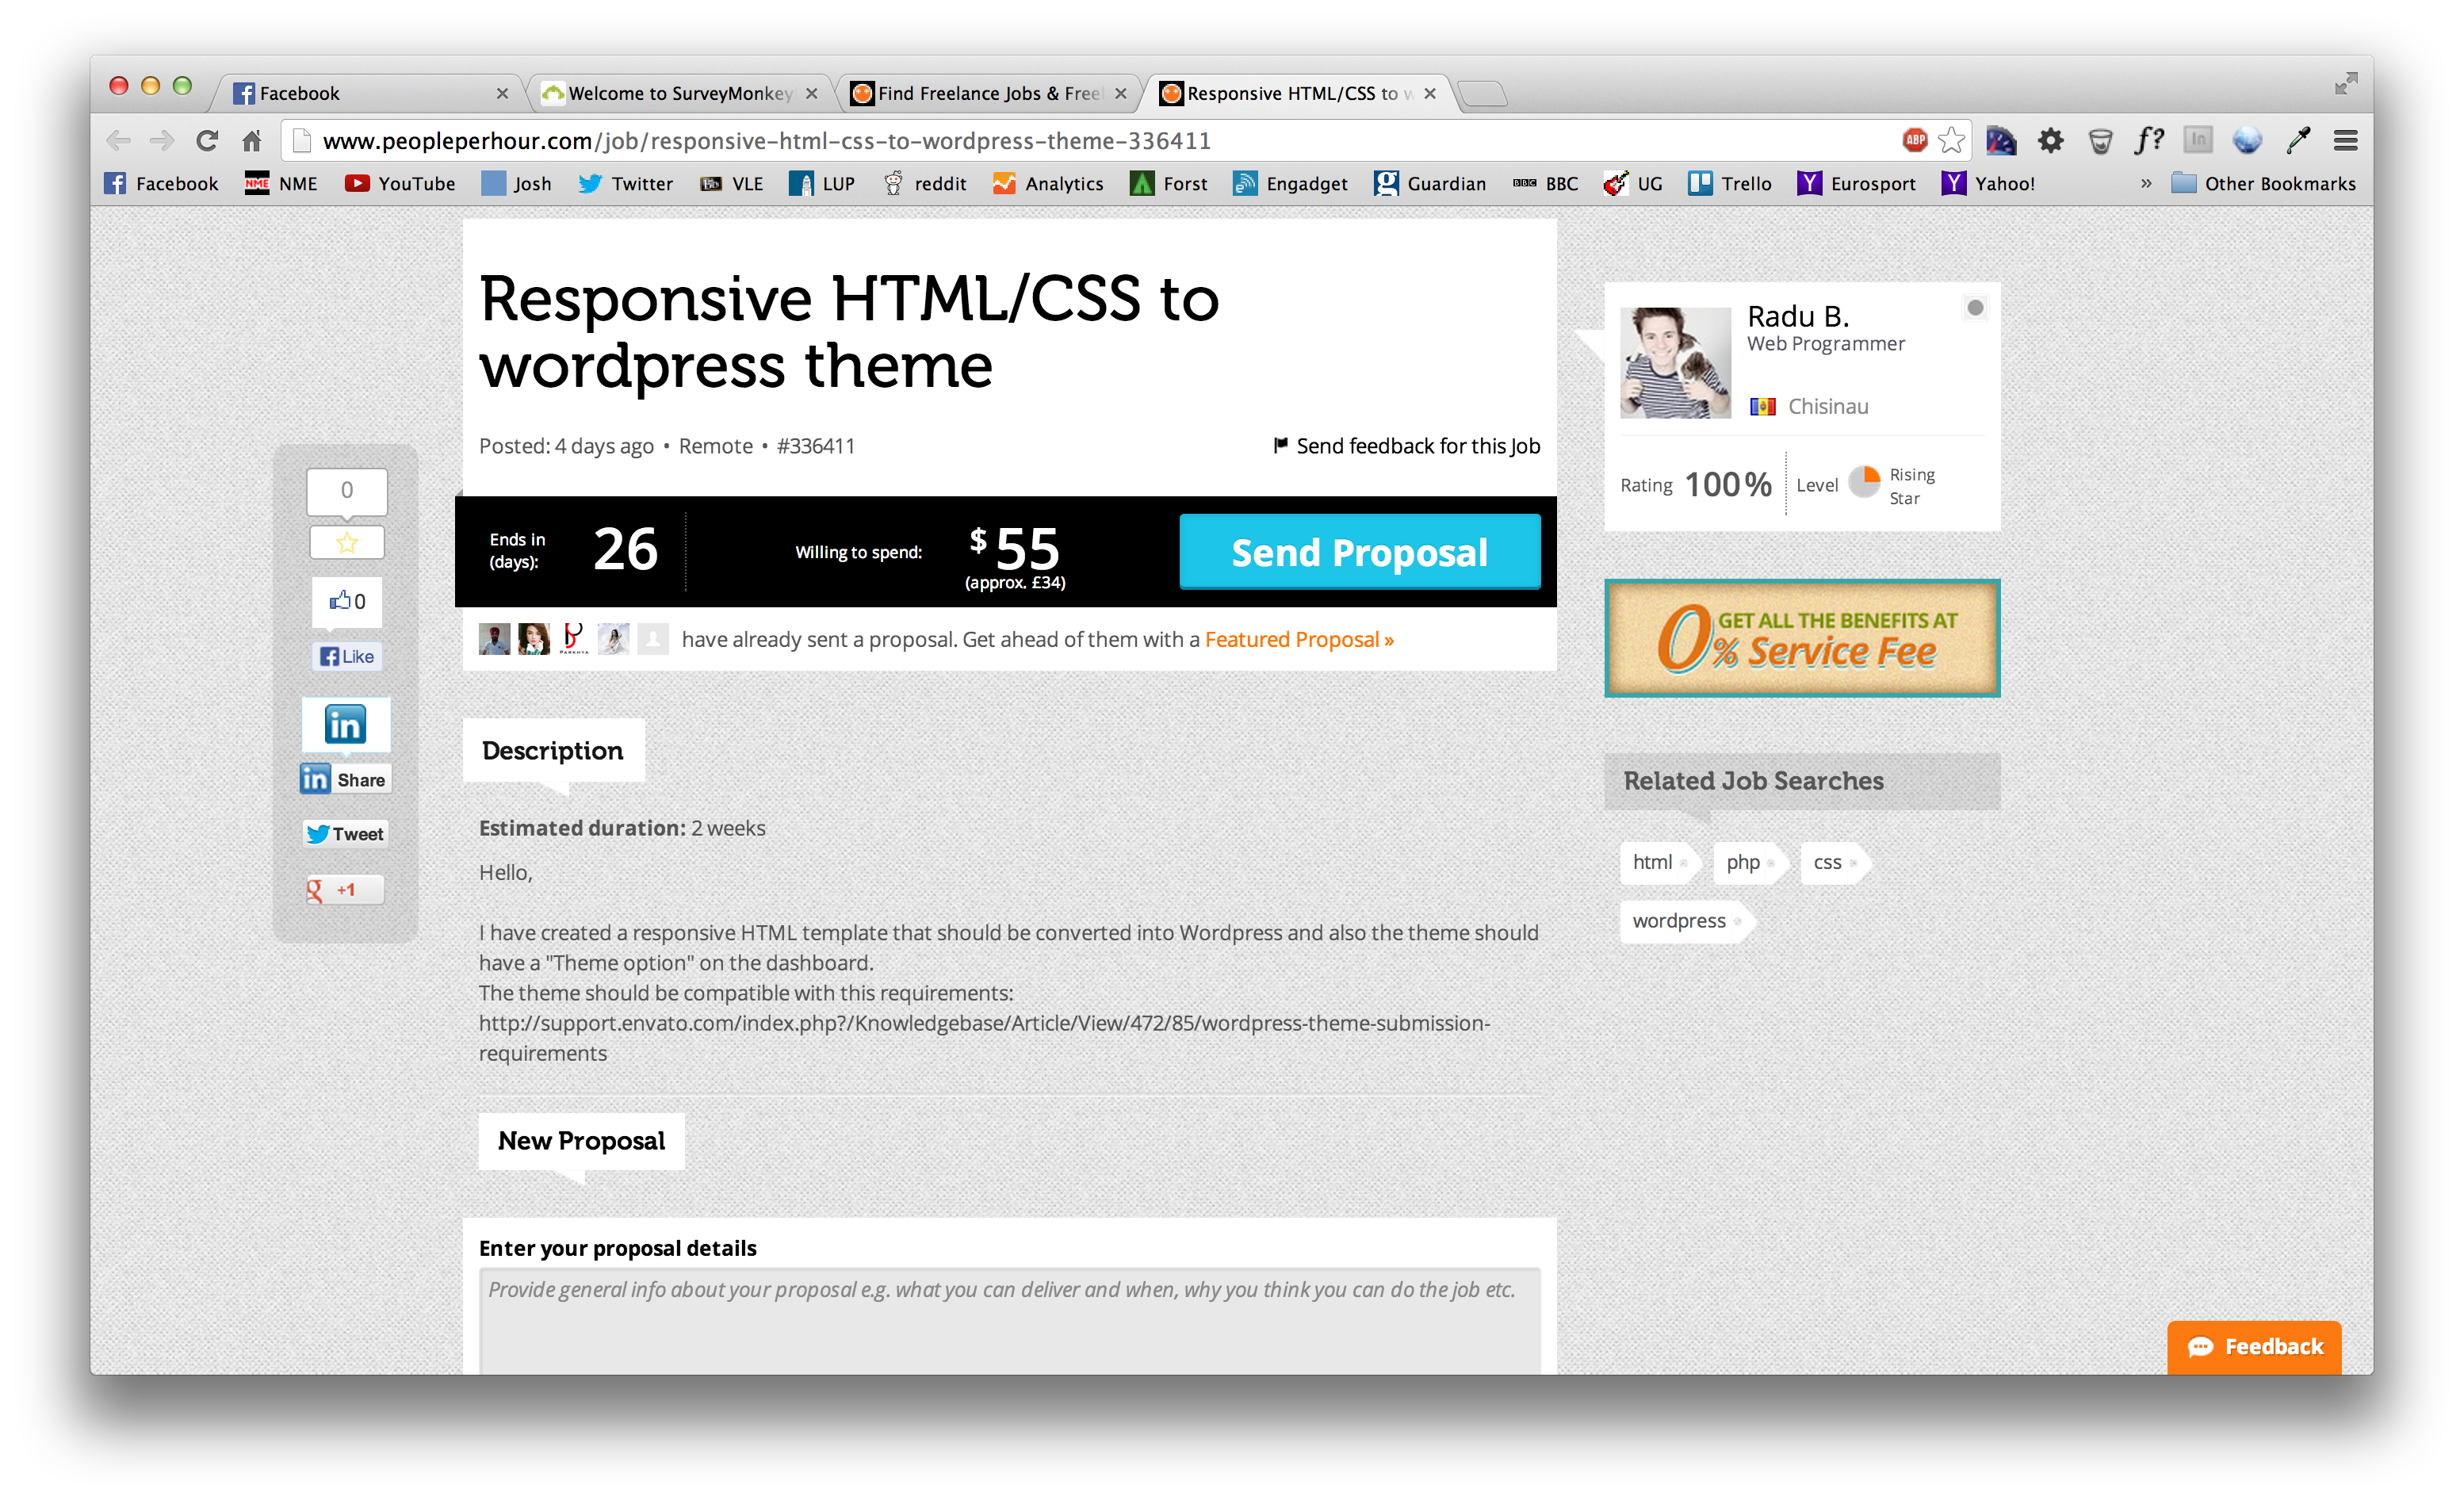 Facebook
Welcome to SurveyMonkey
Find Freelance Jobs & Freel
Responsive HTML/CSS to w
www.peopleperhour.com/job/responsive-html-css-to-wordpress-theme-336411
ABP
f?
In
Facebook NME NME YouTube Josh Twitter VLE LUP reddit Analytics Forst Engadget Guardian BBC BBC UG Trello Eurosport Yahoo! » Other Bookmarks
Responsive HTML/CSS to
wordpress theme
Posted: 4 days ago • Remote • #336411
Send feedback for this Job
Ends in
(days):
26
Willing to spend:
$55
(approx. £34)
Send Proposal
PARKHYA
have already sent a proposal. Get ahead of them with a Featured Proposal »
0
0
Like
in
in Share
Tweet
g +1
Description
Estimated duration: 2 weeks
Hello,
I have created a responsive HTML template that should be converted into Wordpress and also the theme should
have a "Theme option" on the dashboard.
The theme should be compatible with this requirements:
http://support.envato.com/index.php?/Knowledgebase/Article/View/472/85/wordpress-theme-submission-
requirements
New Proposal
Enter your proposal details
Provide general info about your proposal e.g. what you can deliver and when, why you think you can do the job etc.
Radu B.
Web Programmer
Chisinau
Rating 100%
Level
Rising
Star
0% GET ALL THE BENEFITS AT
Service Fee
Related Job Searches
html
php
css
wordpress
Feedback